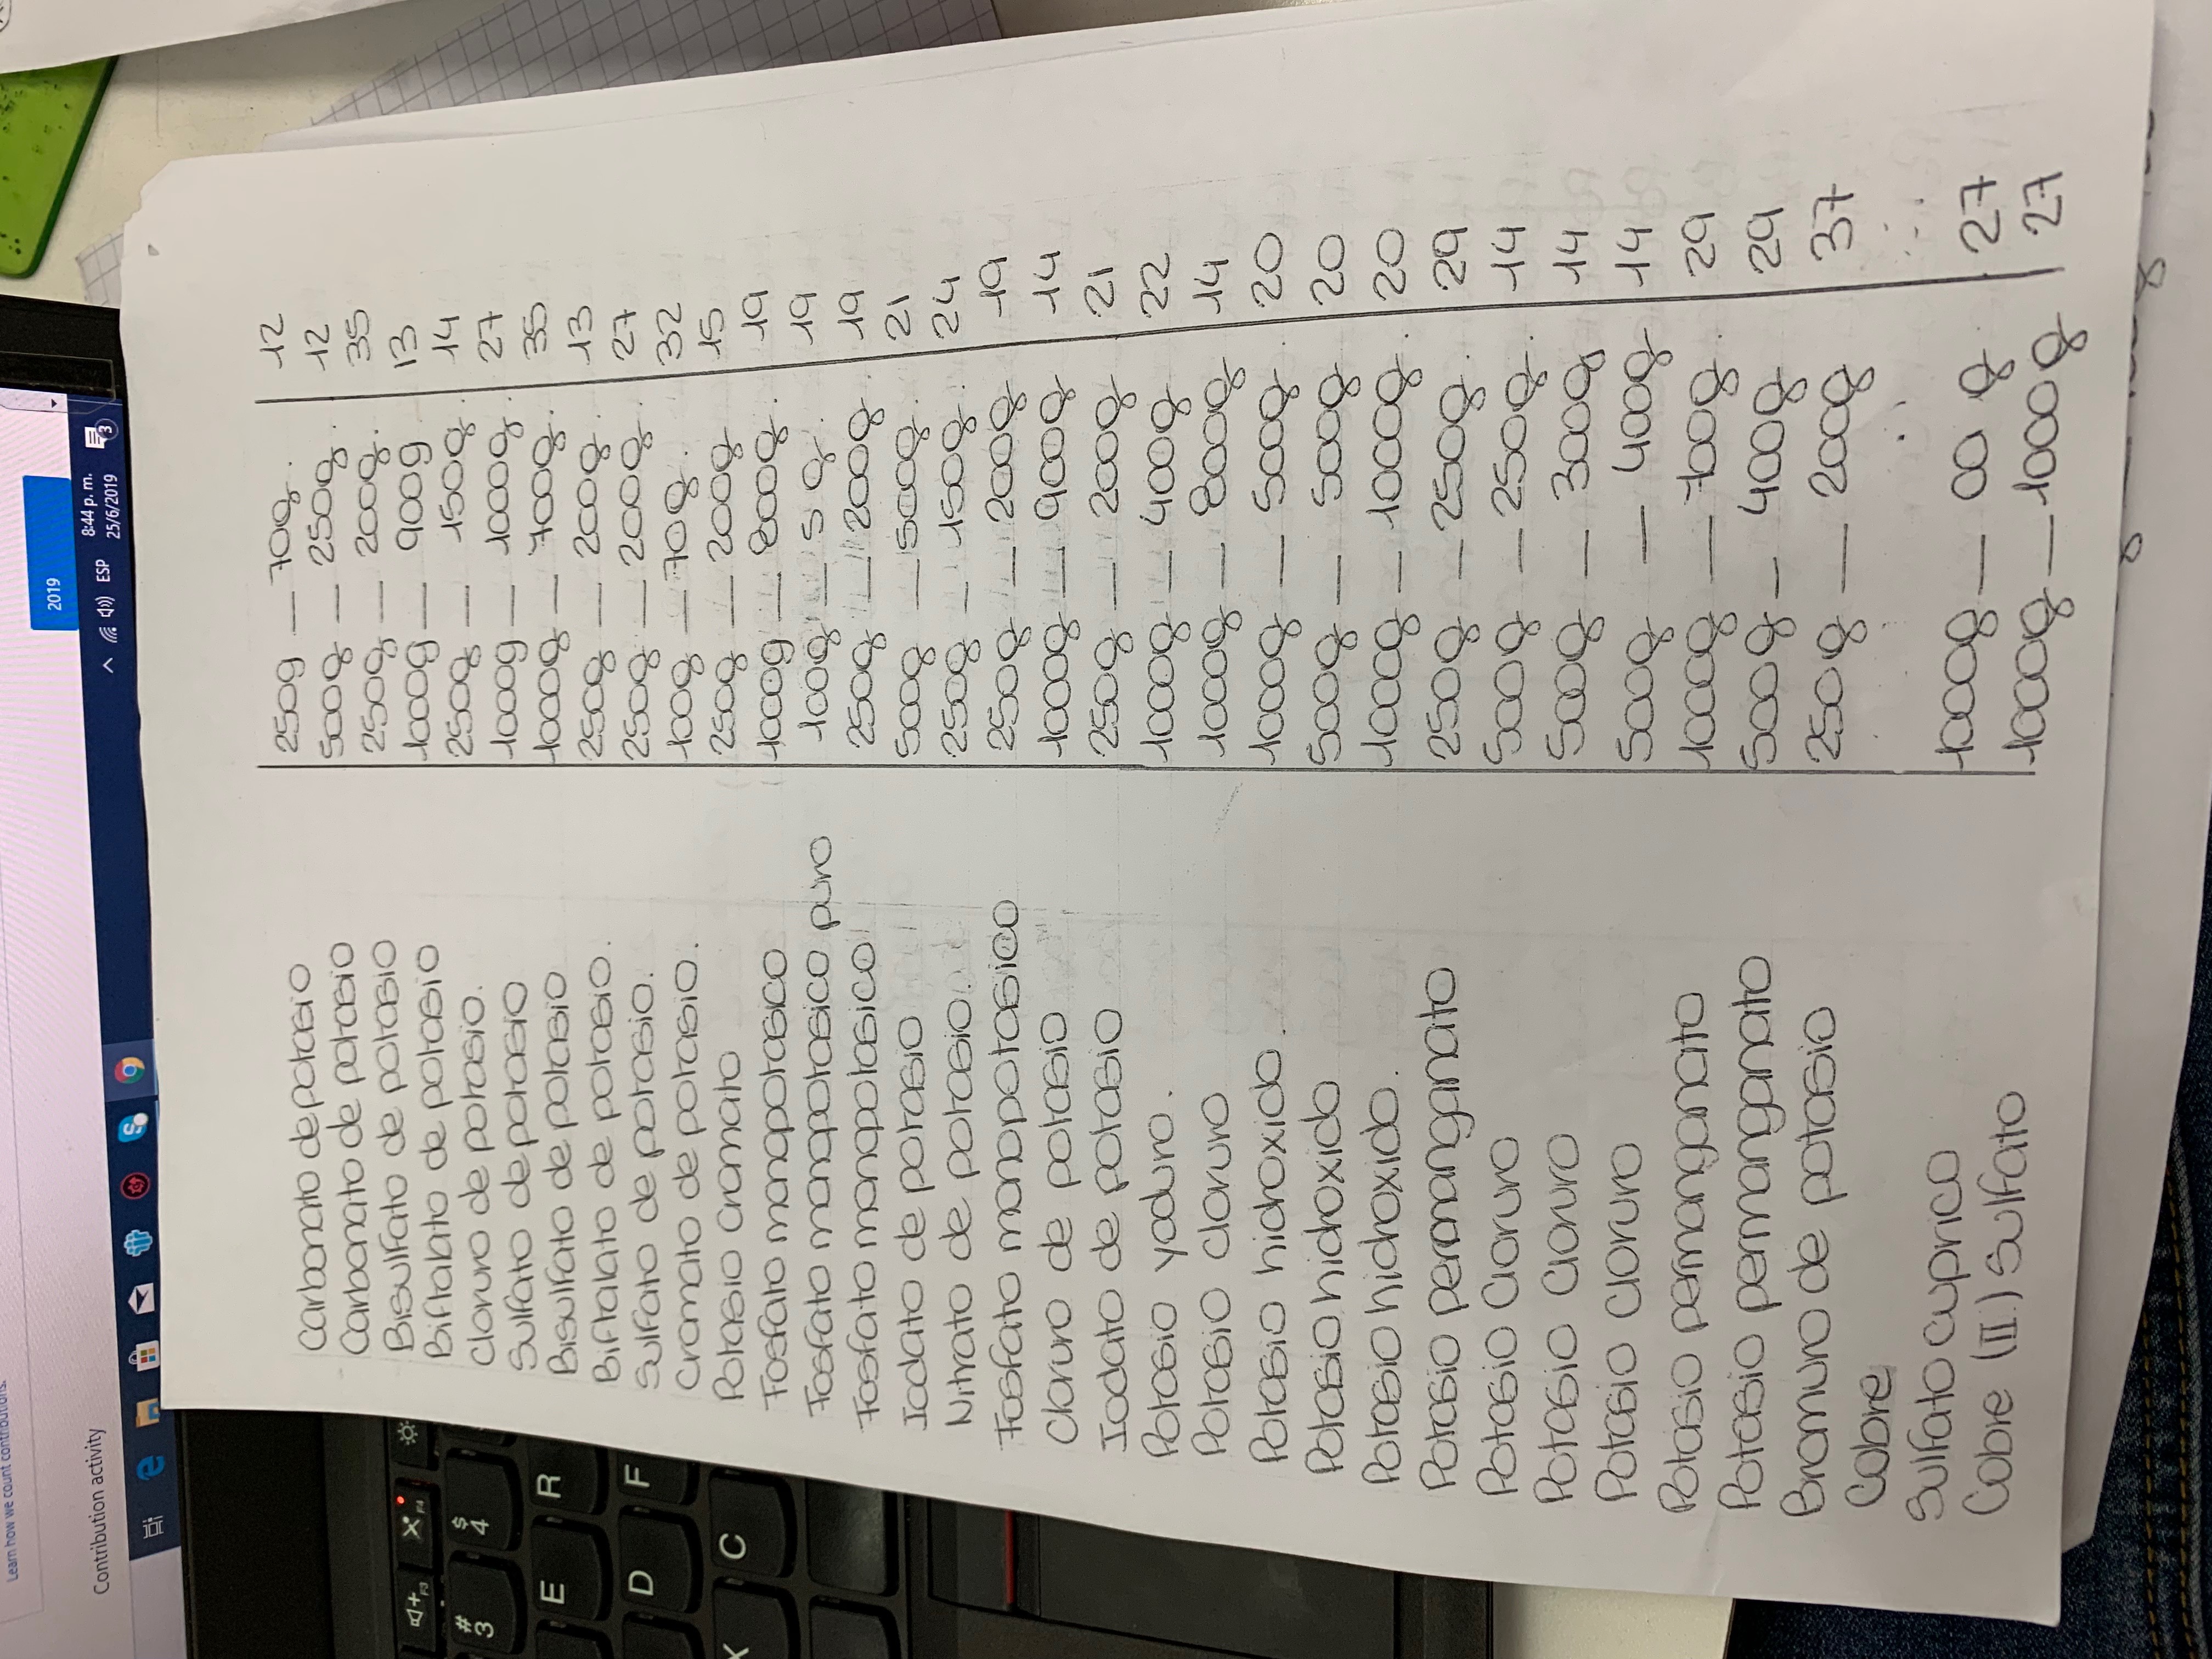 Learn how we count contributions.
2019
Contribution activity
8:44 p. m.
ESP
25/6/2019
3
Carbonato de potasio 250g — 70g. 12
Carbonato de potasio 500g — 250g. 12
Bisulfato de potasio 250g — 200g. 35
Biftalato de potasio 1000g — 900g 13
Cloruro de potasio. 250g — 150g. 14
Sulfato de potasio 1000g — 1000g. 27
Bisulfato de potasio 1000g — 700g. 35
Biftalato de potasio. 250g — 200g. 13
Sulfato de potasio. 250g — 200g. 27
Cromato de potasio. 100g — 70g. 32
Potasio Cromato 250g — 200g 15
Fosfato monopotasico 1000g — 800g. 19
Fosfato monopotasico puro 100g — 5 g. 19
Fosfato monopotasico 250g — 200g. 19
Iodato de potasio 500g — 500g. 21
Nitrato de potasio. 250g — 150g. 24
Fosfato monopotasico 250g — 200g 19
Cloruro de potasio 1000g — 900g 14
Iodato de potasio 250g — 200g 21
Potasio yoduro. 1000g — 400g 22
Potasio cloruro 1000g — 800g 14
Potasio hidroxido. 1000g — 500g. 20
Potasio hidroxido 500g — 500g 20
Potasio hidroxido. 1000g — 1000g. 20
Potasio permanganato 250g — 250g. 29
Potasio Cloruro 500g — 250g. 14
Potasio Cloruro 500g — 300g 14
Potasio Cloruro 500g — 400g 14
Potasio permanganato 1000g — 700g. 29
Potasio permanganato 500g — 400g 29
Bromuro de potasio 250g — 200g 37
Cobre
Sulfato cuprico 1000g — g 27
Cobre (II) Sulfato 1000g — 1000g 27
# 3
$ 4
F3
F4
E
R
D
F
X
C